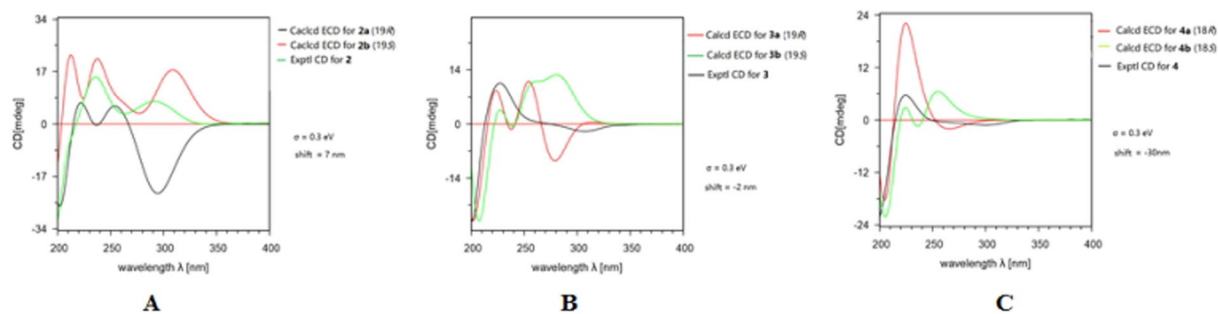 34
17
0
-17
-34
CD[mdeg]
200 250 300 350 400
wavelength λ [nm]
Caclcd ECD for 2a (19R)
Caclcd ECD for 2b (19S)
Exptl CD for 2
σ = 0.3 eV
shift = 7 nm
A
14
0
-14
CD[mdeg]
200 250 300 350 400
wavelength λ [nm]
Calcd ECD for 3a (19R)
Calcd ECD for 3b (19S)
Exptl CD for 3
σ = 0.3 eV
shift = -2 nm
B
24
12
0
-12
-24
CD[mdeg]
200 250 300 350 400
wavelength λ [nm]
Calcd ECD for 4a (18R)
Calcd ECD for 4b (18S)
Exptl CD for 4
σ = 0.3 eV
shift = -30nm
C